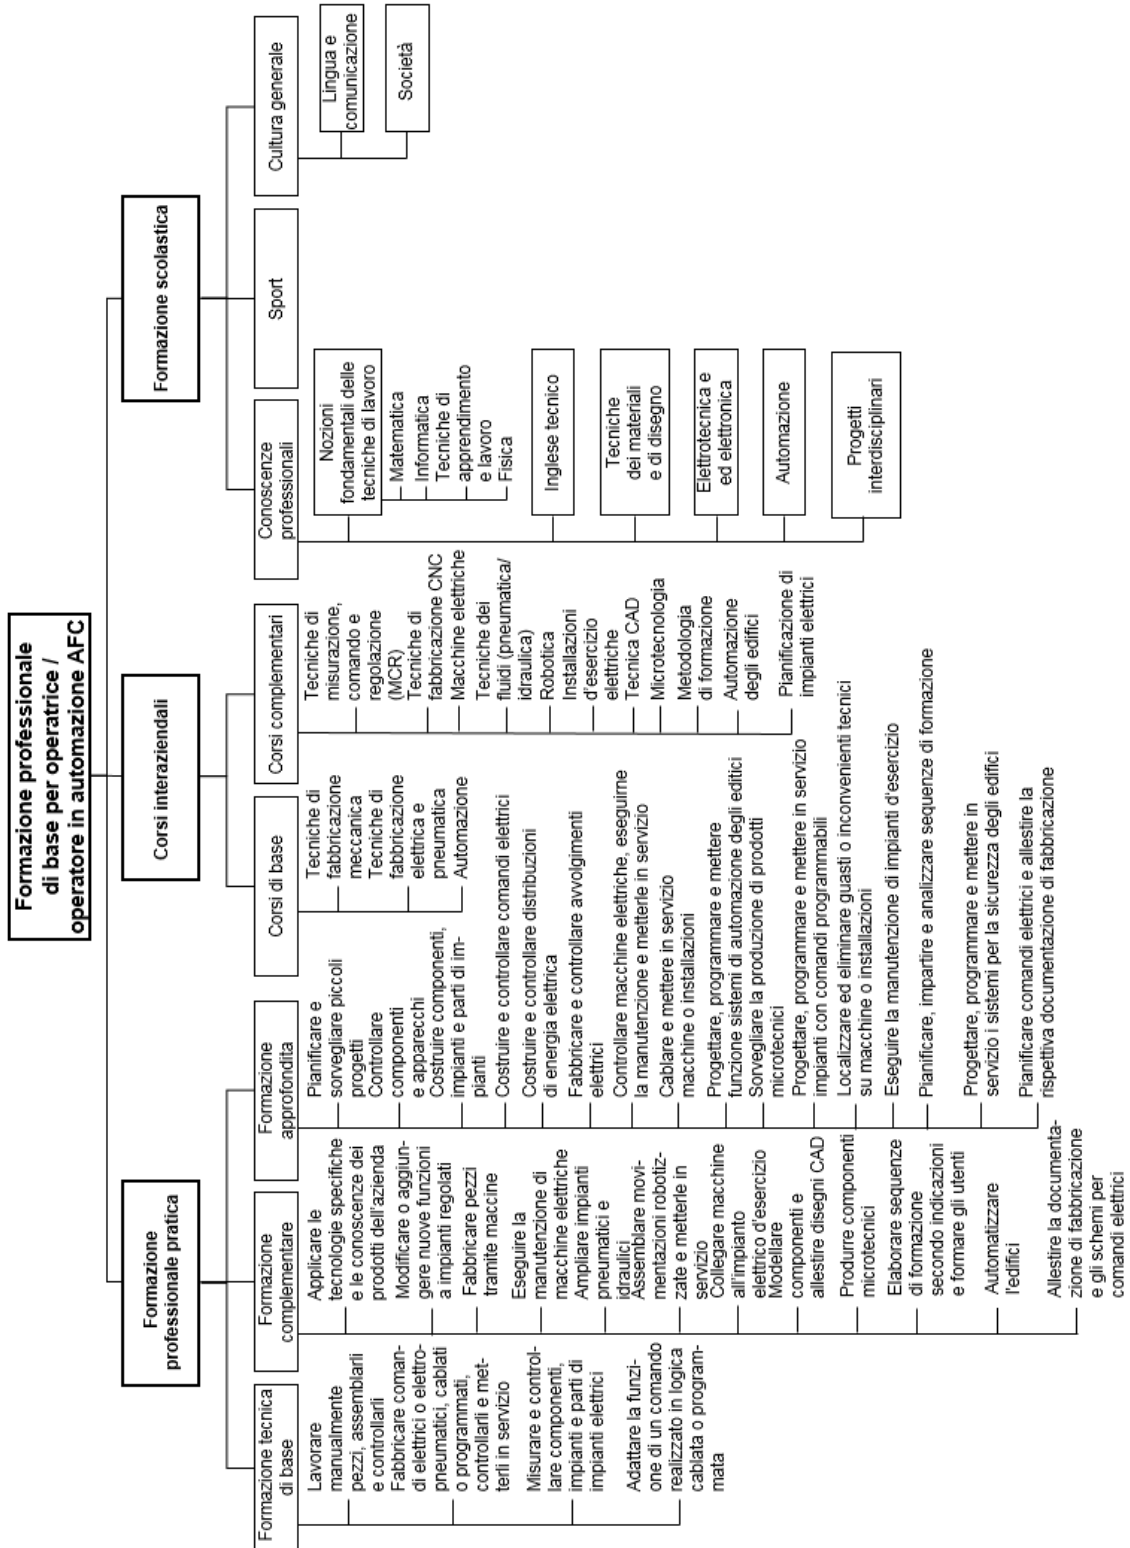 Formazione professionale
di base per operatrice /
operatore in automazione AFC
Formazione
professionale pratica
Corsi interaziendali
Formazione scolastica
Formazione tecnica
di base
Formazione
complementare
Formazione
approfondita
Corsi di base
Corsi complementari
Conoscenze
professionali
Sport
Cultura generale
Lavorare
manualmente
pezzi, assemblarli
e controllarli
Fabbricare coman-
di elettrici o elettro-
pneumatici, cablati
o programmati,
controllarli e met-
terli in servizio
Misurare e control-
lare componenti,
impianti e parti di
impianti elettrici
Adattare la funzi-
one di un comando
realizzato in logica
cablata o program-
mata
Applicare le
tecnologie specifiche
e le conoscenze dei
prodotti dell'azienda
Modificare o aggiun-
gere nuove funzioni
a impianti regolati
Fabbricare pezzi
tramite maccine
Eseguire la
manutenzione di
macchine elettriche
Ampliare impianti
pneumatici e
idraulici
Assemblare movi-
mentazioni robotiz-
zate e metterle in
servizio
Collegare macchine
all'impianto
elettrico d'esercizio
Modellare
componenti e
allestire disegni CAD
Produrre componenti
microtecnici
Elaborare sequenze
di formazione
secondo indicazioni
e formare gli utenti
Automatizzare
l'edifici
Allestire la documenta-
zione di fabbricazione
e gli schemi per
comandi elettrici
Pianificare e
sorvegliare piccoli
progetti
Controllare
componenti
e apparecchi
Costruire componenti,
impianti e parti di im-
pianti
Costruire e controllare comandi elettrici
Costruire e controllare distribuzioni
di energia elettrica
Fabbricare e controllare avvolgimenti
elettrici
Controllare macchine elettriche, eseguirne
la manutenzione e metterle in servizio
Cablare e mettere in servizio
macchine o installazioni
Progettare, programmare e mettere
funzione sistemi di automazione degli editici
Sorvegliare la produzione di prodotti
microtecnici
Progettare, programmare e mettere in servizio
impianti con comandi programmabili
Localizzare ed eliminare guasti o inconvenienti tecnici
su macchine o installazioni
Eseguire la manutenzione di impianti d'esercizio
Pianificare, impartire e analizzare sequenze di formazione
Progettare, programmare e mettere in
servizio i sistemi per la sicurezza degli edifici
Pianificare comandi elettrici e allestire la
rispettiva documentazione di fabbricazione
Tecniche di
fabbricazione
meccanica
Tecniche di
fabbricazione
elettrica e
pneumatica
Automazione
Tecniche di
misurazione,
comando e
regolazione
(MCR)
Tecniche di
fabbricazione CNC
Macchine elettriche
Tecniche dei
fluidi (pneumatica/
idraulica)
Robotica
Installazioni
d'esercizio
elettriche
Tecnica CAD
Microtecnologia
Metodologia
di formazione
Automazione
degli edifici
Planificazione di
impianti elettrici
Nozioni
fondamentali delle
tecniche di lavoro
Matematica
Informatica
Tecniche di
apprendimento
e lavoro
Fisica
Inglese tecnico
Tecniche
dei materiali
e di disegno
Elettrotecnica e
ed elettronica
Automazione
Progetti
interdisciplinari
Lingua e
comunicazione
Società